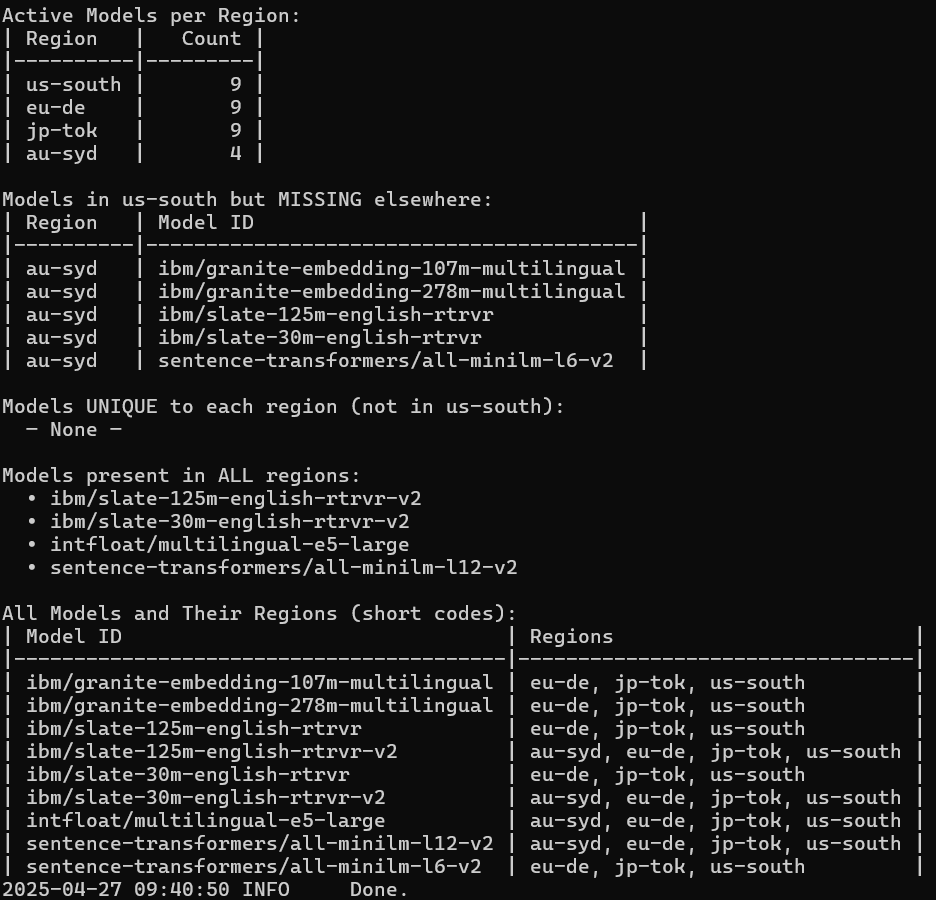 Active Models per Region:
| Region   |   Count |
|----------|---------|
| us-south |       9 |
| eu-de    |       9 |
| jp-tok   |       9 |
| au-syd   |       4 |
Models in us-south but MISSING elsewhere:
| Region   | Model ID                                |
|----------|-----------------------------------------|
| au-syd   | ibm/granite-embedding-107m-multilingual |
| au-syd   | ibm/granite-embedding-278m-multilingual |
| au-syd   | ibm/slate-125m-english-rtrvr            |
| au-syd   | ibm/slate-30m-english-rtrvr             |
| au-syd   | sentence-transformers/all-minilm-l6-v2  |
Models UNIQUE to each region (not in us-south):
  — None —
Models present in ALL regions:
  • ibm/slate-125m-english-rtrvr-v2
  • ibm/slate-30m-english-rtrvr-v2
  • intfloat/multilingual-e5-large
  • sentence-transformers/all-minilm-l12-v2
All Models and Their Regions (short codes):
| Model ID                                | Regions                         |
|-----------------------------------------|---------------------------------|
| ibm/granite-embedding-107m-multilingual | eu-de, jp-tok, us-south         |
| ibm/granite-embedding-278m-multilingual | eu-de, jp-tok, us-south         |
| ibm/slate-125m-english-rtrvr            | eu-de, jp-tok, us-south         |
| ibm/slate-125m-english-rtrvr-v2         | au-syd, eu-de, jp-tok, us-south |
| ibm/slate-30m-english-rtrvr             | eu-de, jp-tok, us-south         |
| ibm/slate-30m-english-rtrvr-v2          | au-syd, eu-de, jp-tok, us-south |
| intfloat/multilingual-e5-large          | au-syd, eu-de, jp-tok, us-south |
| sentence-transformers/all-minilm-l12-v2 | au-syd, eu-de, jp-tok, us-south |
| sentence-transformers/all-minilm-l6-v2  | eu-de, jp-tok, us-south         |
2025-04-27 09:40:50 INFO     Done.